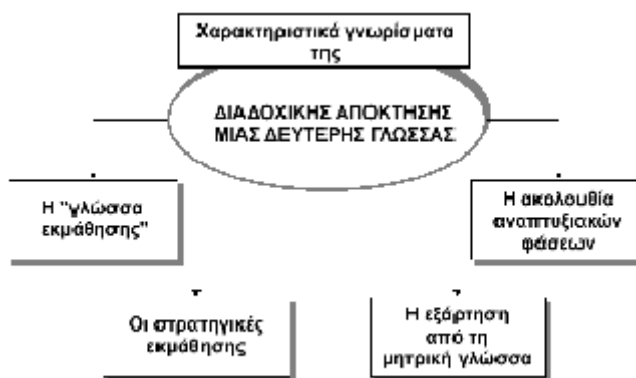 Χαρακτηριστικά γνωρίσματα
της
ΔΙΑΔΟΧΙΚΗΣ ΑΠΟΚΤΗΣΗΣ
ΜΙΑΣ ΔΕΥΤΕΡΗΣ ΓΛΩΣΣΑΣ
Η "γλώσσα
εκμάθησης"
Οι στρατηγικές
εκμάθησης
Η εξάρτηση
από τη
μητρική γλώσσα
Η ακολουθία
αναπτυξιακών
φάσεων